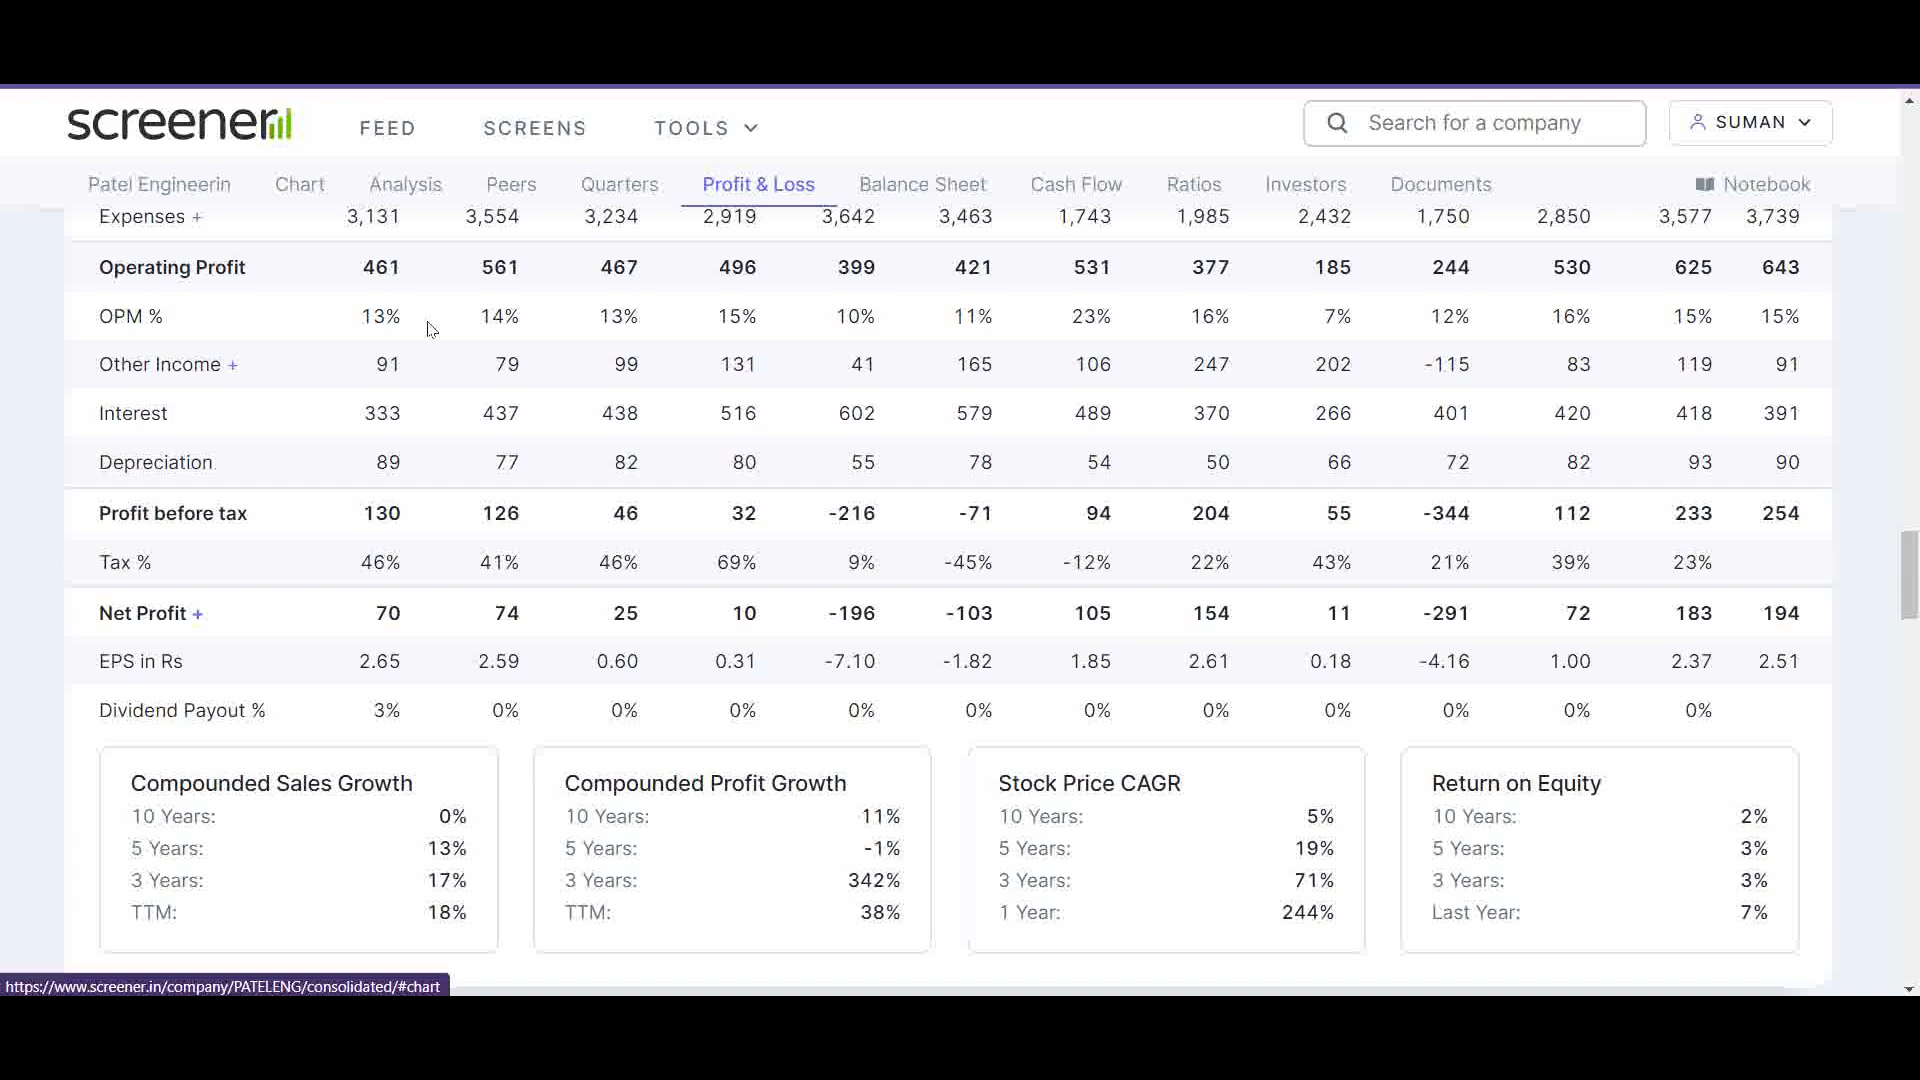 screener
FEED SCREENS TOOLS
Search for a company
SUMAN
Patel Engineerin Chart Analysis Peers Quarters Profit & Loss Balance Sheet Cash Flow Ratios Investors Documents Notebook
Expenses + 3,131 3,554 3,234 2,919 3,642 3,463 1,743 1,985 2,432 1,750 2,850 3,577 3,739
Operating Profit 461 561 467 496 399 421 531 377 185 244 530 625 643
OPM % 13% 14% 13% 15% 10% 11% 23% 16% 7% 12% 16% 15% 15%
Other Income + 91 79 99 131 41 165 106 247 202 -115 83 119 91
Interest 333 437 438 516 602 579 489 370 266 401 420 418 391
Depreciation 89 77 82 80 55 78 54 50 66 72 82 93 90
Profit before tax 130 126 46 32 -216 -71 94 204 55 -344 112 233 254
Tax % 46% 41% 46% 69% 9% -45% -12% 22% 43% 21% 39% 23%
Net Profit + 70 74 25 10 -196 -103 105 154 11 -291 72 183 194
EPS in Rs 2.65 2.59 0.60 0.31 -7.10 -1.82 1.85 2.61 0.18 -4.16 1.00 2.37 2.51
Dividend Payout % 3% 0% 0% 0% 0% 0% 0% 0% 0% 0% 0% 0%
Compounded Sales Growth
10 Years: 0%
5 Years: 13%
3 Years: 17%
TTM: 18%
Compounded Profit Growth
10 Years: 11%
5 Years: -1%
3 Years: 342%
TTM: 38%
Stock Price CAGR
10 Years: 5%
5 Years: 19%
3 Years: 71%
1 Year: 244%
Return on Equity
10 Years: 2%
5 Years: 3%
3 Years: 3%
Last Year: 7%
https://www.screener.in/company/PATELENG/consolidated/#chart